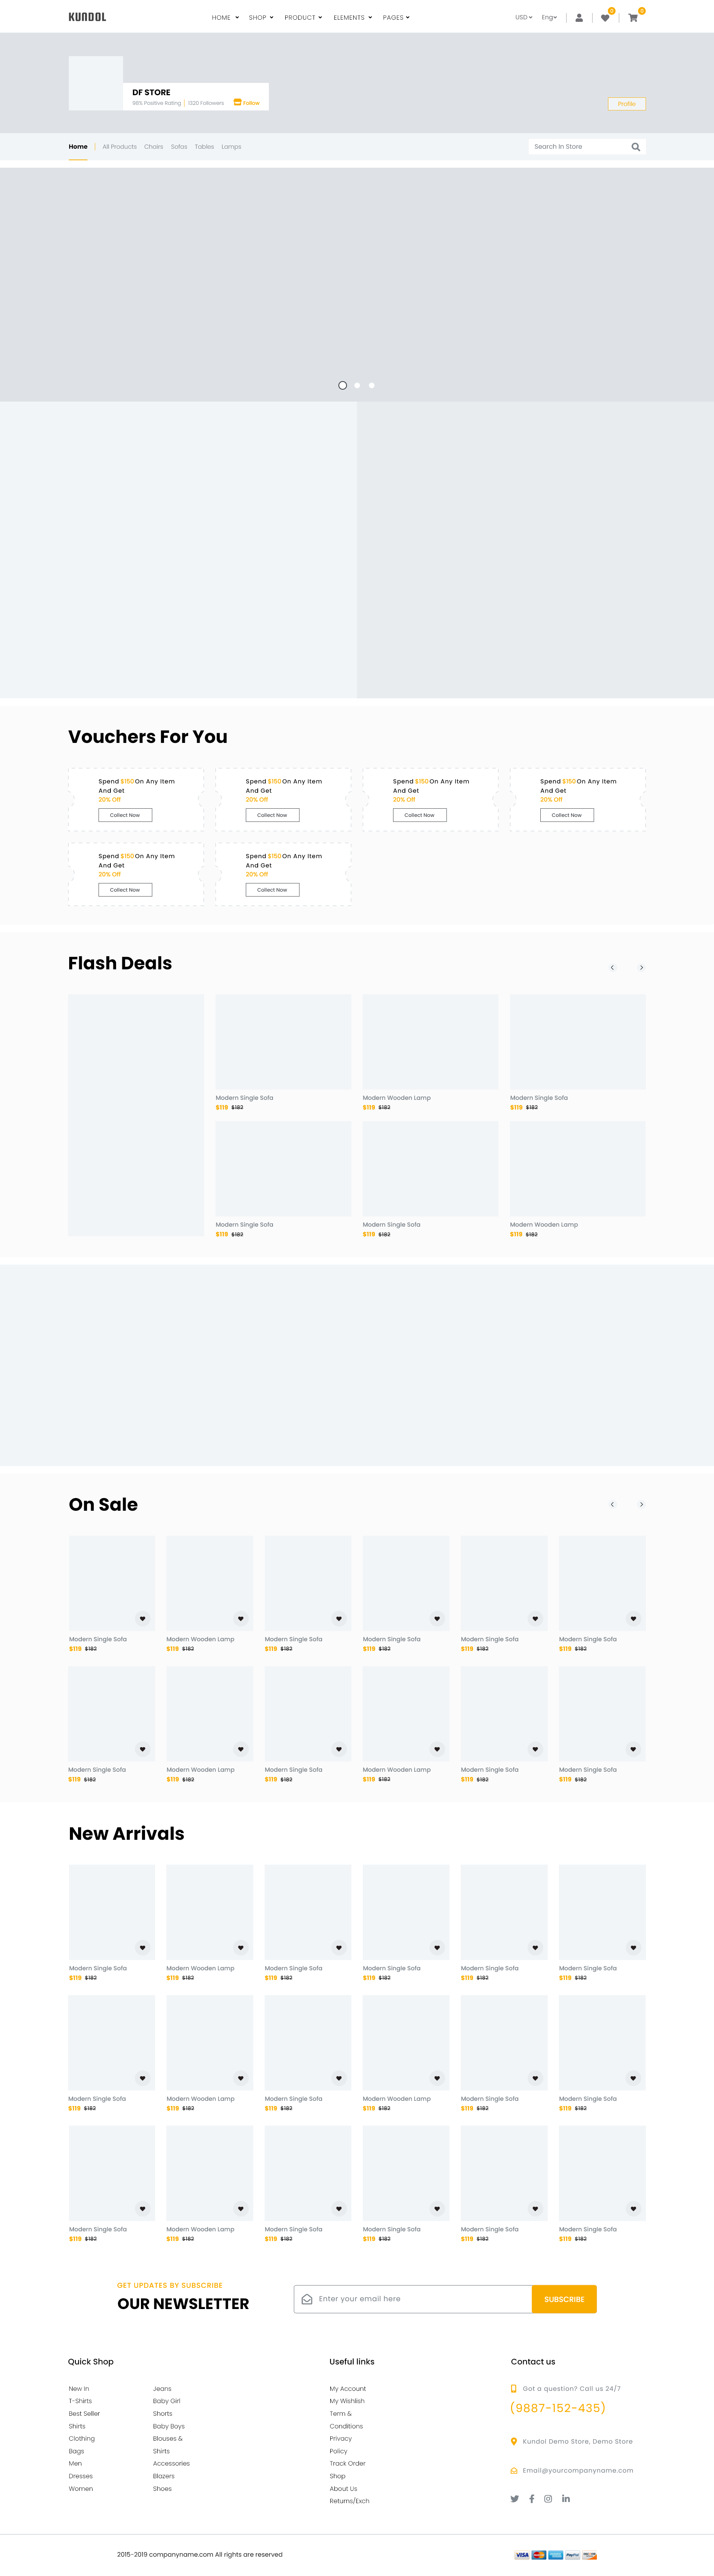 KUNDOL
HOME SHOP PRODUCT ELEMENTS PAGES
USD Eng 0 0
DF STORE
98% Positive Rating 1320 Followers Follow
Profile
Home All Products Chairs Sofas Tables Lamps
Search In Store
Vouchers For You
Spend $150 On Any Item And Get 20% Off
Collect Now
Spend $150 On Any Item And Get 20% Off
Collect Now
Spend $150 On Any Item And Get 20% Off
Collect Now
Spend $150 On Any Item And Get 20% Off
Collect Now
Spend $150 On Any Item And Get 20% Off
Collect Now
Spend $150 On Any Item And Get 20% Off
Collect Now
Flash Deals
Modern Single Sofa Modern Wooden Lamp Modern Single Sofa
$119 $182 $119 $182 $119 $182
Modern Single Sofa Modern Single Sofa Modern Wooden Lamp
$119 $182 $119 $182 $119 $182
On Sale
Modern Single Sofa Modern Wooden Lamp Modern Single Sofa Modern Single Sofa Modern Single Sofa Modern Single Sofa
$119 $182 $119 $182 $119 $182 $119 $182 $119 $182 $119 $182
Modern Single Sofa Modern Wooden Lamp Modern Single Sofa Modern Wooden Lamp Modern Single Sofa Modern Single Sofa
$119 $182 $119 $182 $119 $182 $119 $182 $119 $182 $119 $182
New Arrivals
Modern Single Sofa Modern Wooden Lamp Modern Single Sofa Modern Single Sofa Modern Single Sofa Modern Single Sofa
$119 $182 $119 $182 $119 $182 $119 $182 $119 $182 $119 $182
Modern Single Sofa Modern Wooden Lamp Modern Single Sofa Modern Wooden Lamp Modern Single Sofa Modern Single Sofa
$119 $182 $119 $182 $119 $182 $119 $182 $119 $182 $119 $182
Modern Single Sofa Modern Wooden Lamp Modern Single Sofa Modern Single Sofa Modern Single Sofa Modern Single Sofa
$119 $182 $119 $182 $119 $182 $119 $182 $119 $182 $119 $182
GET UPDATES BY SUBSCRIBE
OUR NEWSLETTER
Enter your email here
SUBSCRIBE
Quick Shop
New In
T-Shirts
Best Seller
Shirts
Clothing
Bags
Men
Dresses
Women
Jeans
Baby Girl
Shorts
Baby Boys
Blouses &
Shirts
Accessories
Blazers
Shoes
Useful links
My Account
My Wishlish
Term &
Conditions
Privacy
Policy
Track Order
Shop
About Us
Returns/Exch
Contact us
Got a question? Call us 24/7
(9887-152-435)
Kundol Demo Store, Demo Store
Email@yourcompanyname.com
2015-2019 companyname.com All rights are reserved
VISA PayPal